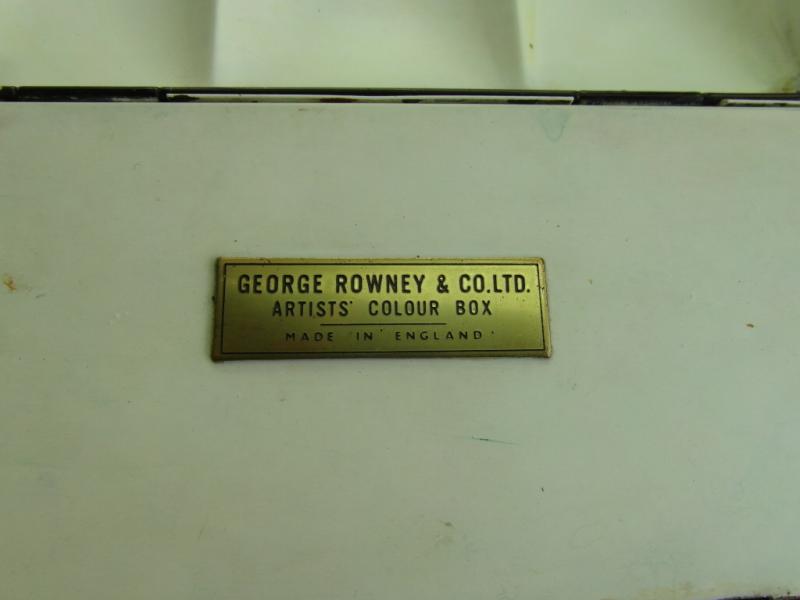 GEORGE ROWNEY & CO.LTD.
ARTISTS' COLOUR BOX
MADE IN ENGLAND